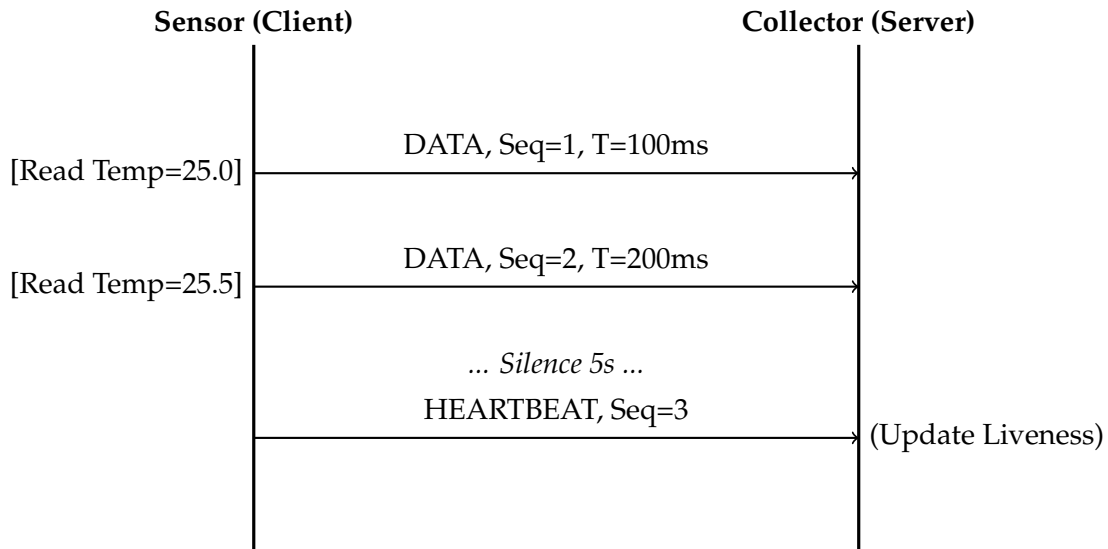 Sensor (Client)
Collector (Server)
DATA, Seq=1, T=100ms
[Read Temp=25.0]
DATA, Seq=2, T=200ms
[Read Temp=25.5]
... Silence 5s ...
HEARTBEAT, Seq=3
(Update Liveness)